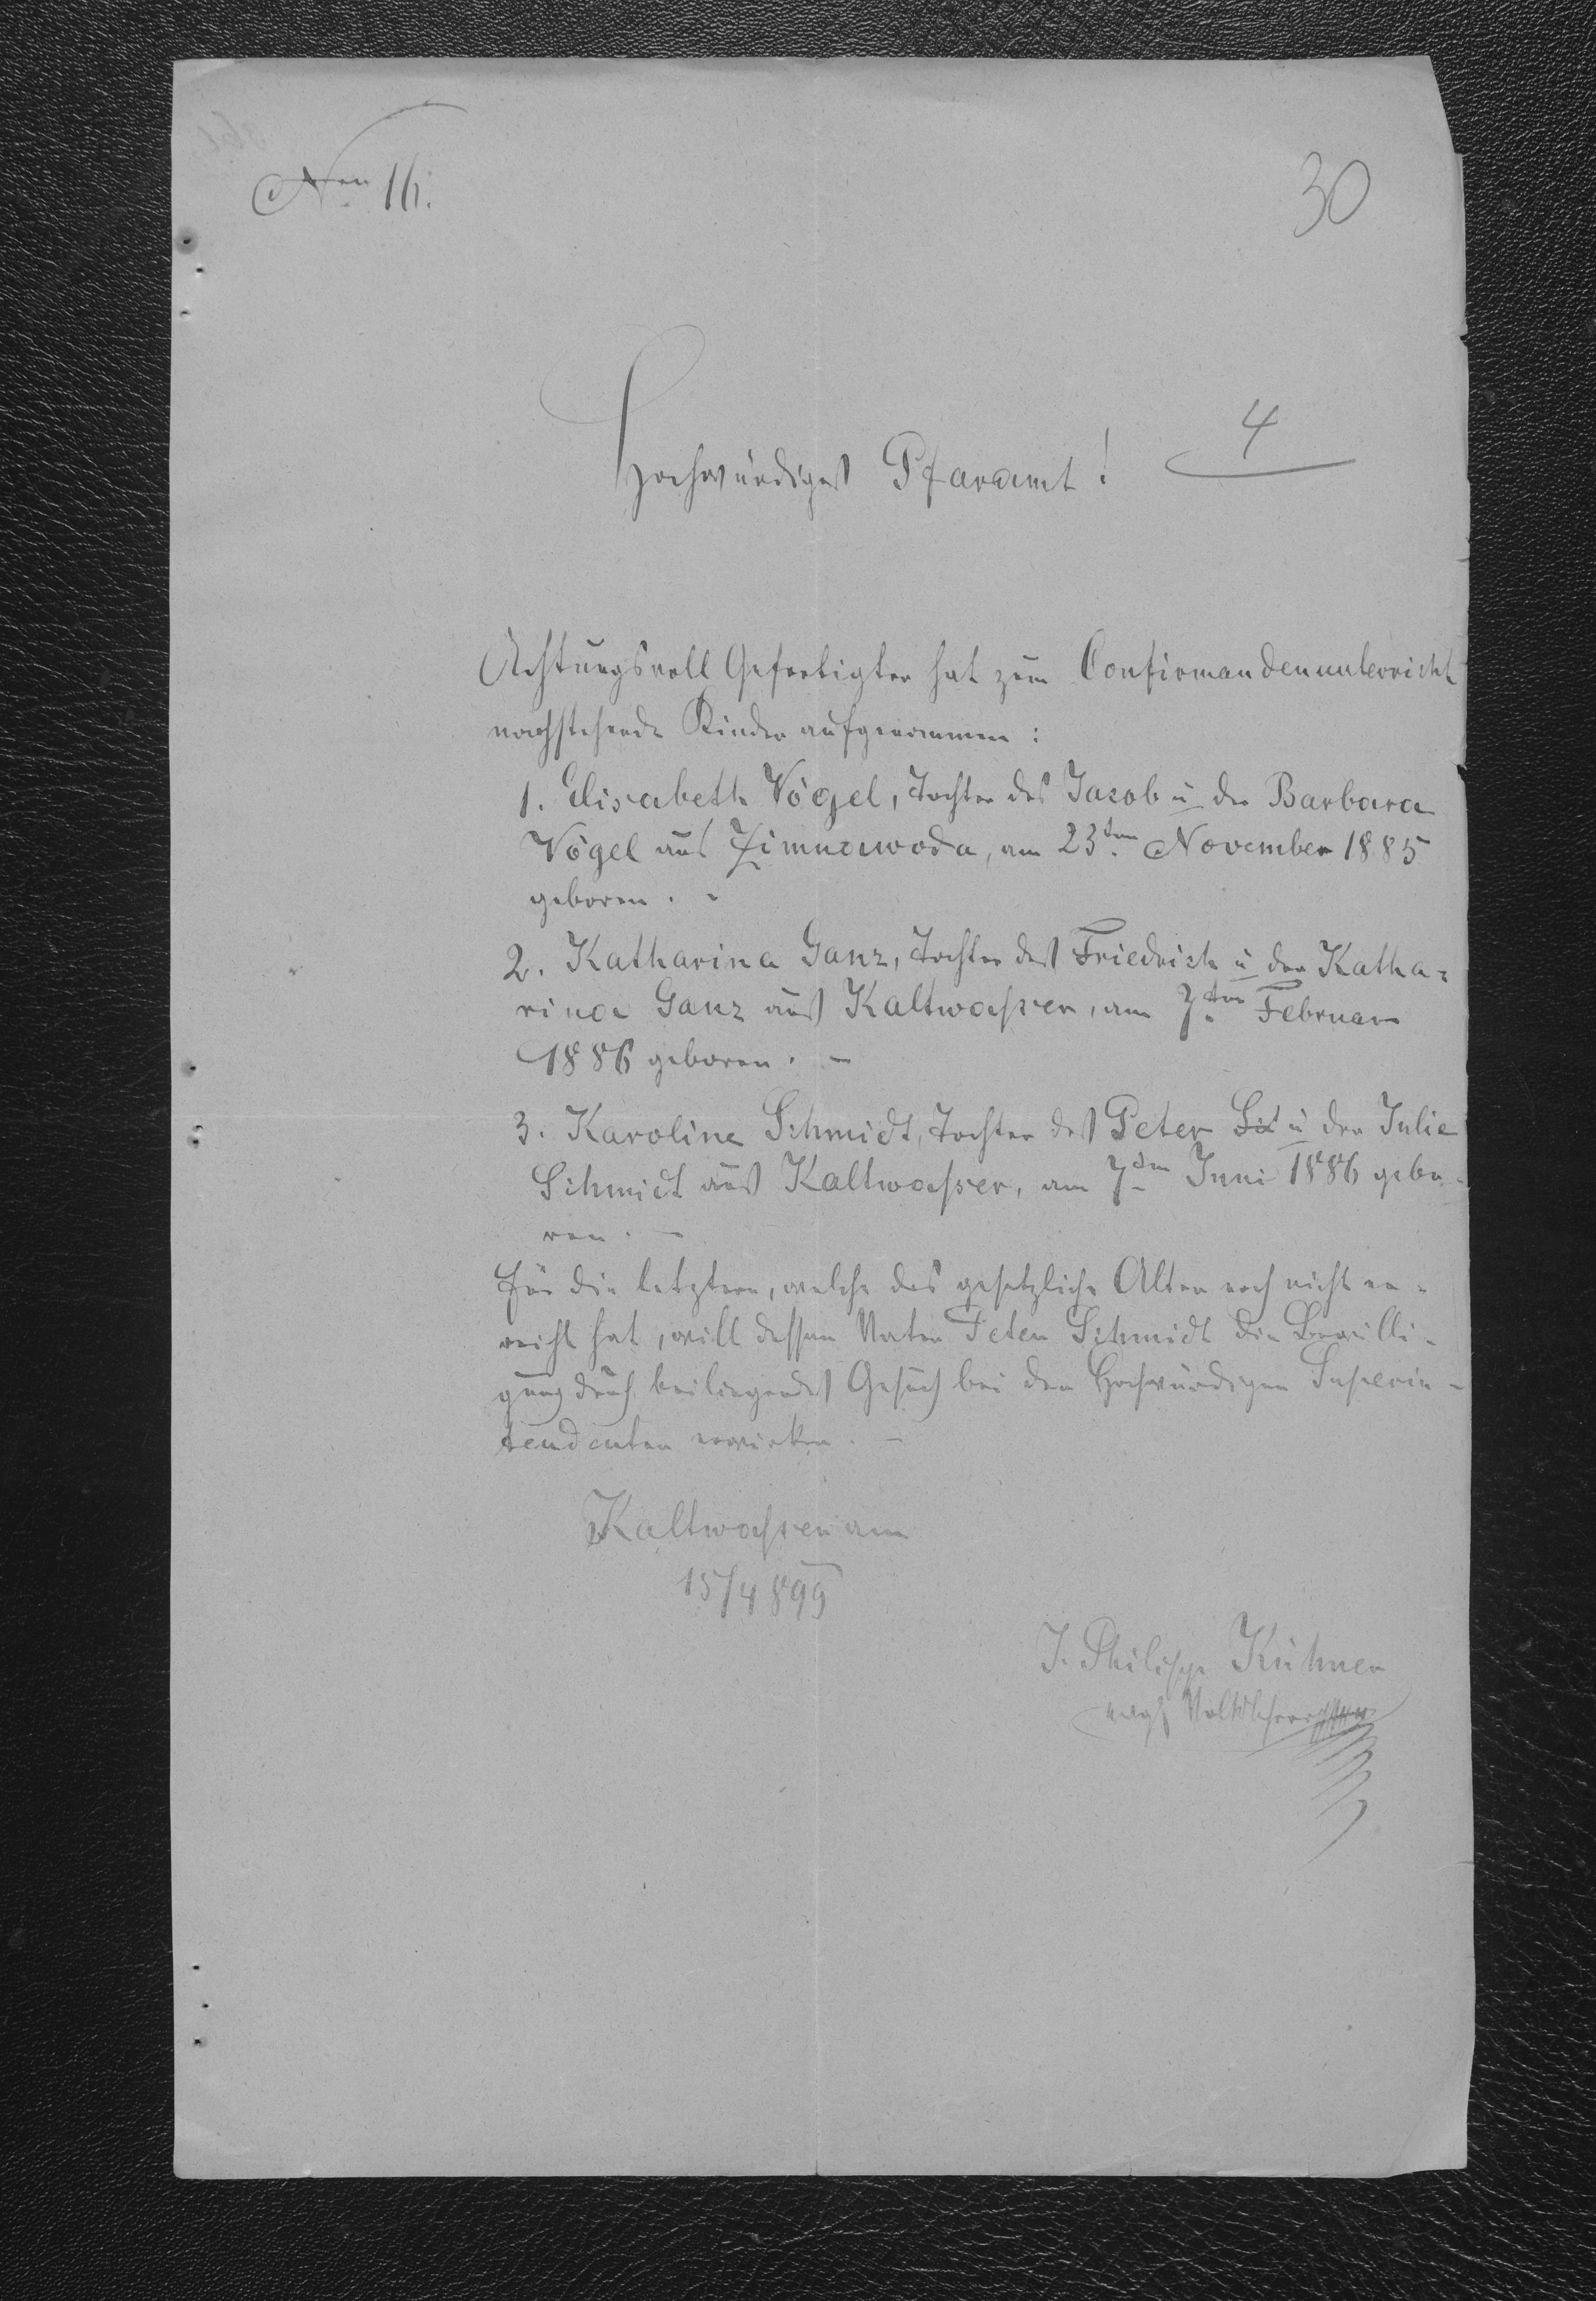 Nro 16.
30
Hochwürdiges Pfaramt!
4
Achtungsvoll Gefertigter hat zum Confirmandenunterricht
nachstehende Kinder aufgenommen:
1. Elisabeth Vögel, Tochter des Jacob u der Barbara
Vögel aus Zimnawoda, am 23ten November 1885
geboren. -
2. Katharina Ganz, Tochter des Friedrich u der Katha=
rina Ganz aus Kaltwasser, am 7ten Februar
1886 geboren. -
3. Karoline Schmidt, Tochter des Peter u der Julie
Schmidt aus Kaltwasser, am 7ten Juni 1886 gebo=
ren. -
Für die letztere, welche das gesetzliche Alter noch nicht er=
reicht hat, will dessen Vater Peter Schmidt die Bewilli=
gung durch beiliegendes Gesuch bei dem Hochwürdigen Superin=
tendenten erwirken. -
Kaltwasser am
15/4 899
J. Philipp Kühner
evagl Volksschullehrer